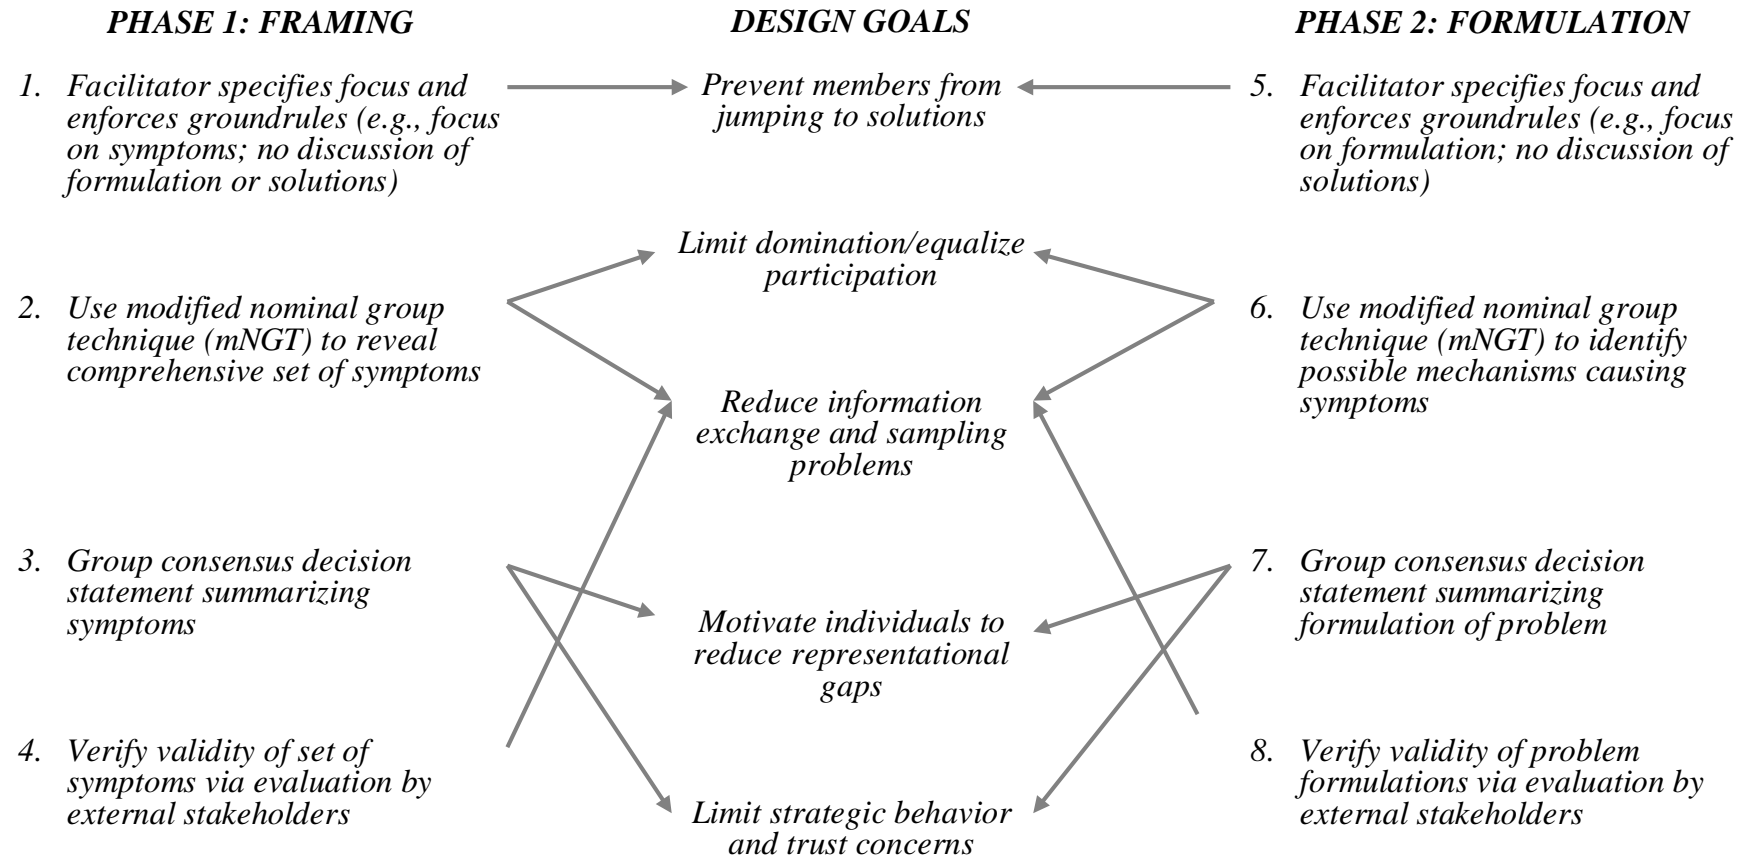 PHASE 1: FRAMING
1. Facilitator specifies focus and
enforces groundrules (e.g., focus
on symptoms; no discussion of
formulation or solutions)
2. Use modified nominal group
technique (mNGT) to reveal
comprehensive set of symptoms
3. Group consensus decision
statement summarizing
symptoms
4. Verify validity of set of
symptoms via evaluation by
external stakeholders
DESIGN GOALS
Prevent members from
jumping to solutions
Limit domination/equalize
participation
Reduce information
exchange and sampling
problems
Motivate individuals to
reduce representational
gaps
Limit strategic behavior
and trust concerns
PHASE 2: FORMULATION
5. Facilitator specifies focus and
enforces groundrules (e.g., focus
on formulation; no discussion of
solutions)
6. Use modified nominal group
technique (mNGT) to identify
possible mechanisms causing
symptoms
7. Group consensus decision
statement summarizing
formulation of problem
8. Verify validity of problem
formulations via evaluation by
external stakeholders